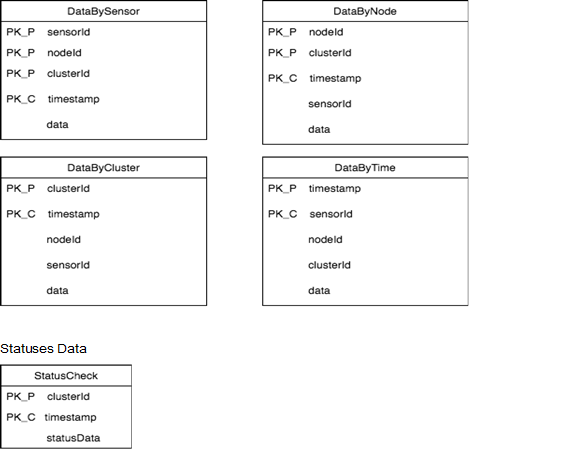 DataBySensor
PK_P sensorId
PK_P nodeId
PK_P clusterId
PK_C timestamp
data
DataByNode
PK_P nodeId
PK_P clusterId
PK_C timestamp
sensorId
data
DataByCluster
PK_P clusterId
PK_C timestamp
nodeId
sensorId
data
DataByTime
PK_P timestamp
PK_C sensorId
nodeId
clusterId
data
Statuses Data
StatusCheck
PK_P clusterId
PK_C timestamp
statusData